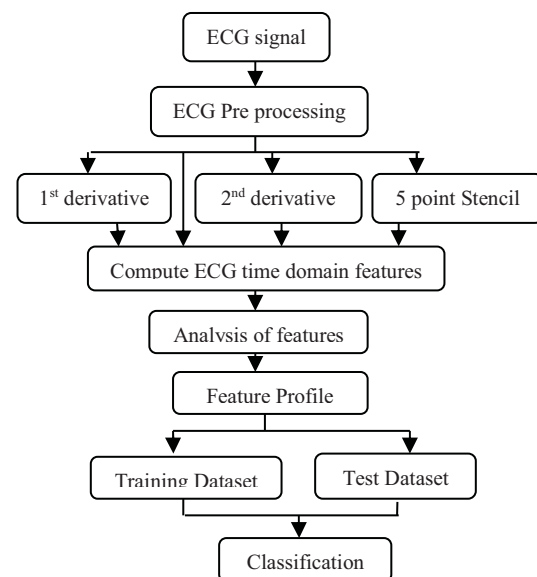 ECG signal
ECG Pre processing
1st derivative
2nd derivative
5 point Stencil
Compute ECG time domain features
Analysis of features
Feature Profile
Training Dataset
Test Dataset
Classification